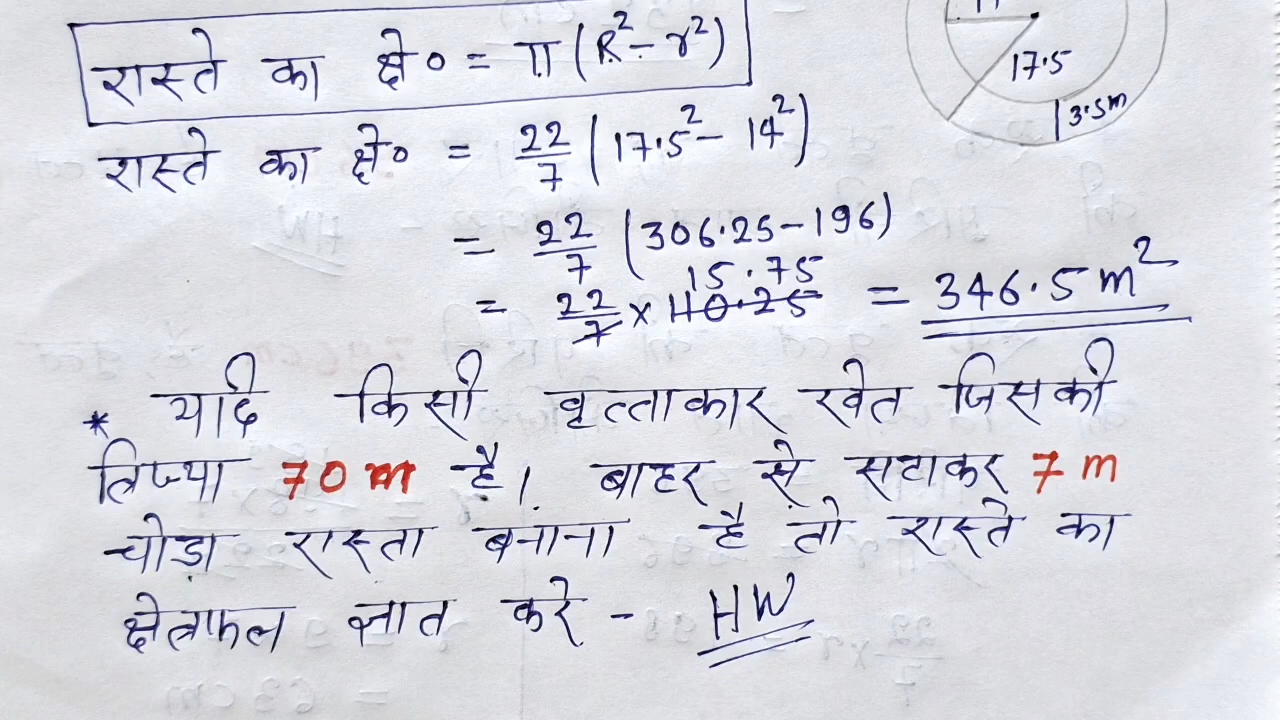 रास्ते का क्षे० = π (R² - r²)
17.5
3.5m
रास्ते का क्षे० = 22/7 (17.5² - 14²)
= 22/7 (306.25 - 196)
15.75
= 22/7 × 110.25 = 346.5 m²
* यदि किसी वृत्ताकार खेत जिसकी
त्रिज्या 70 m है। बाहर से सटाकर 7 m
चौड़ा रास्ता बनाना है तो रास्ते का
क्षेत्रफल ज्ञात करे - HW